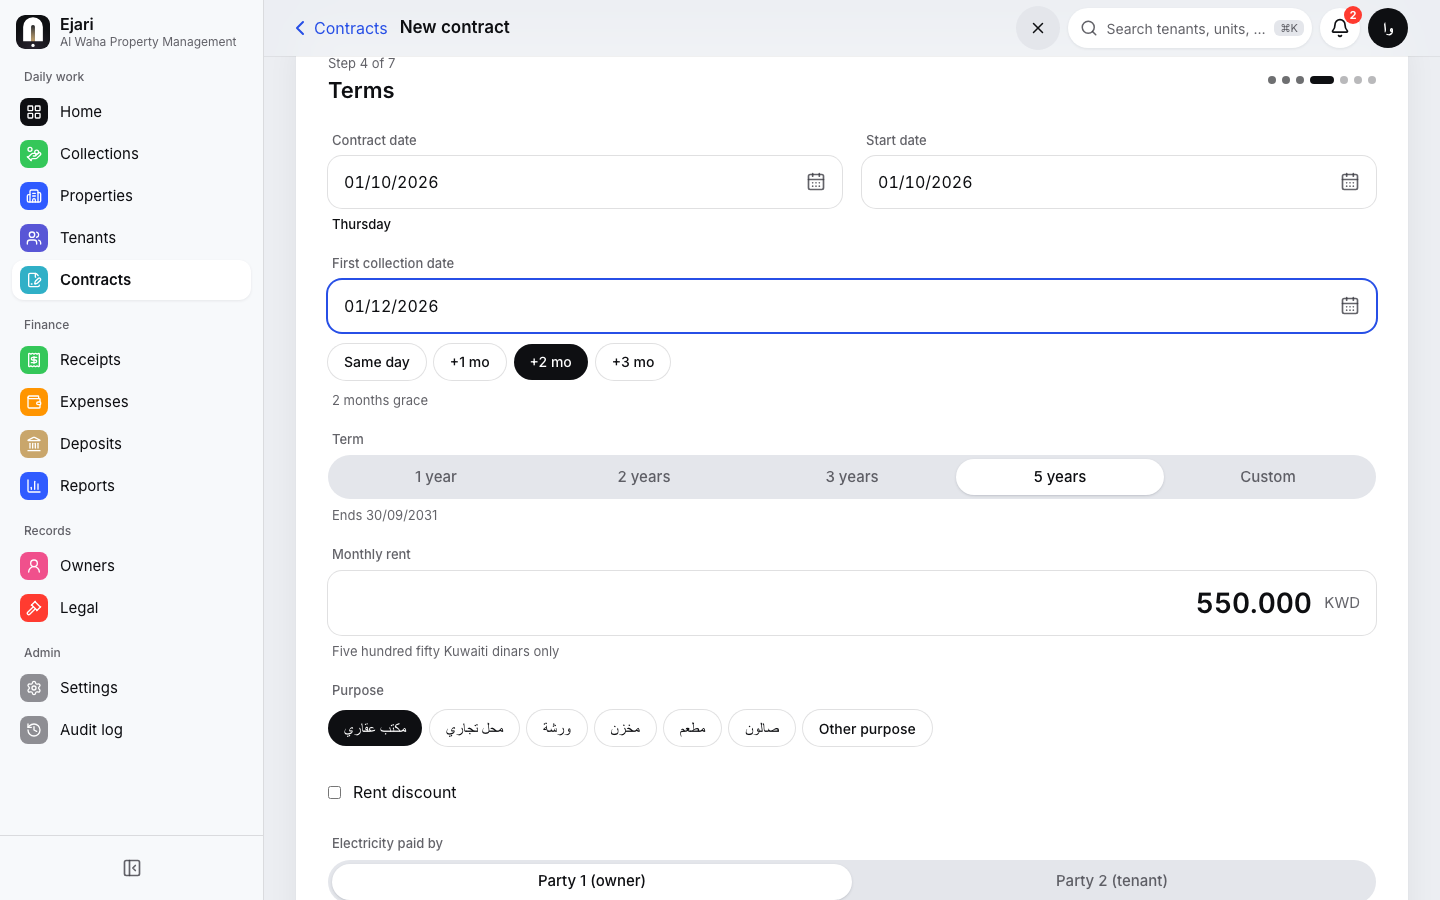 Ejari
Al Waha Property Management
Daily work
Home
Collections
Properties
Tenants
Contracts
Finance
Receipts
Expenses
Deposits
Reports
Records
Owners
Legal
Admin
Settings
Audit log
Contracts New contract
Search tenants, units, ... ⌘K
2
وا
Step 4 of 7
Terms
Contract date
01/10/2026
Thursday
Start date
01/10/2026
First collection date
01/12/2026
Same day +1 mo +2 mo +3 mo
2 months grace
Term
1 year 2 years 3 years 5 years Custom
Ends 30/09/2031
Monthly rent
550.000 KWD
Five hundred fifty Kuwaiti dinars only
Purpose
مكتب عقاري محل تجاري ورشة مخزن مطعم صالون Other purpose
Rent discount
Electricity paid by
Party 1 (owner) Party 2 (tenant)